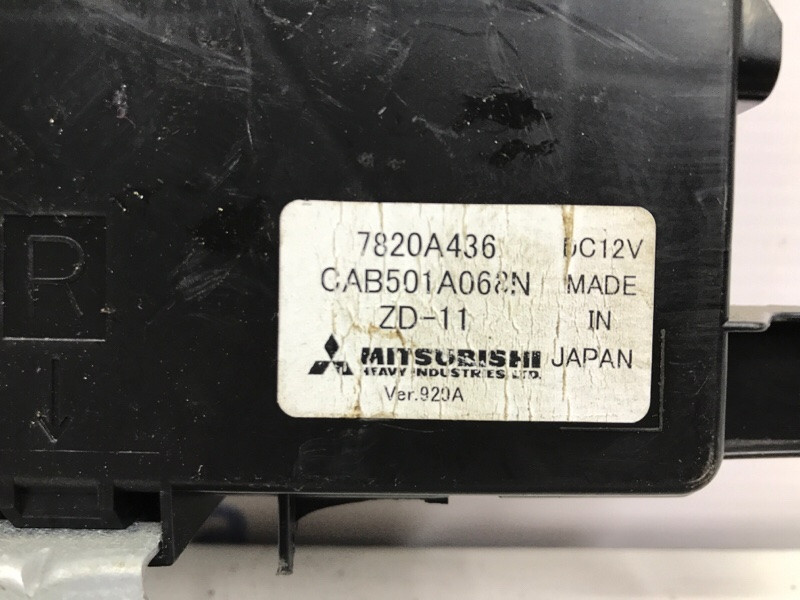 7820A436 DC12V
MADE
ZD-11 IN
MITSUBISHI JAPAN
HEAVY INDUSTRIES LTD.
Ver.920A
R